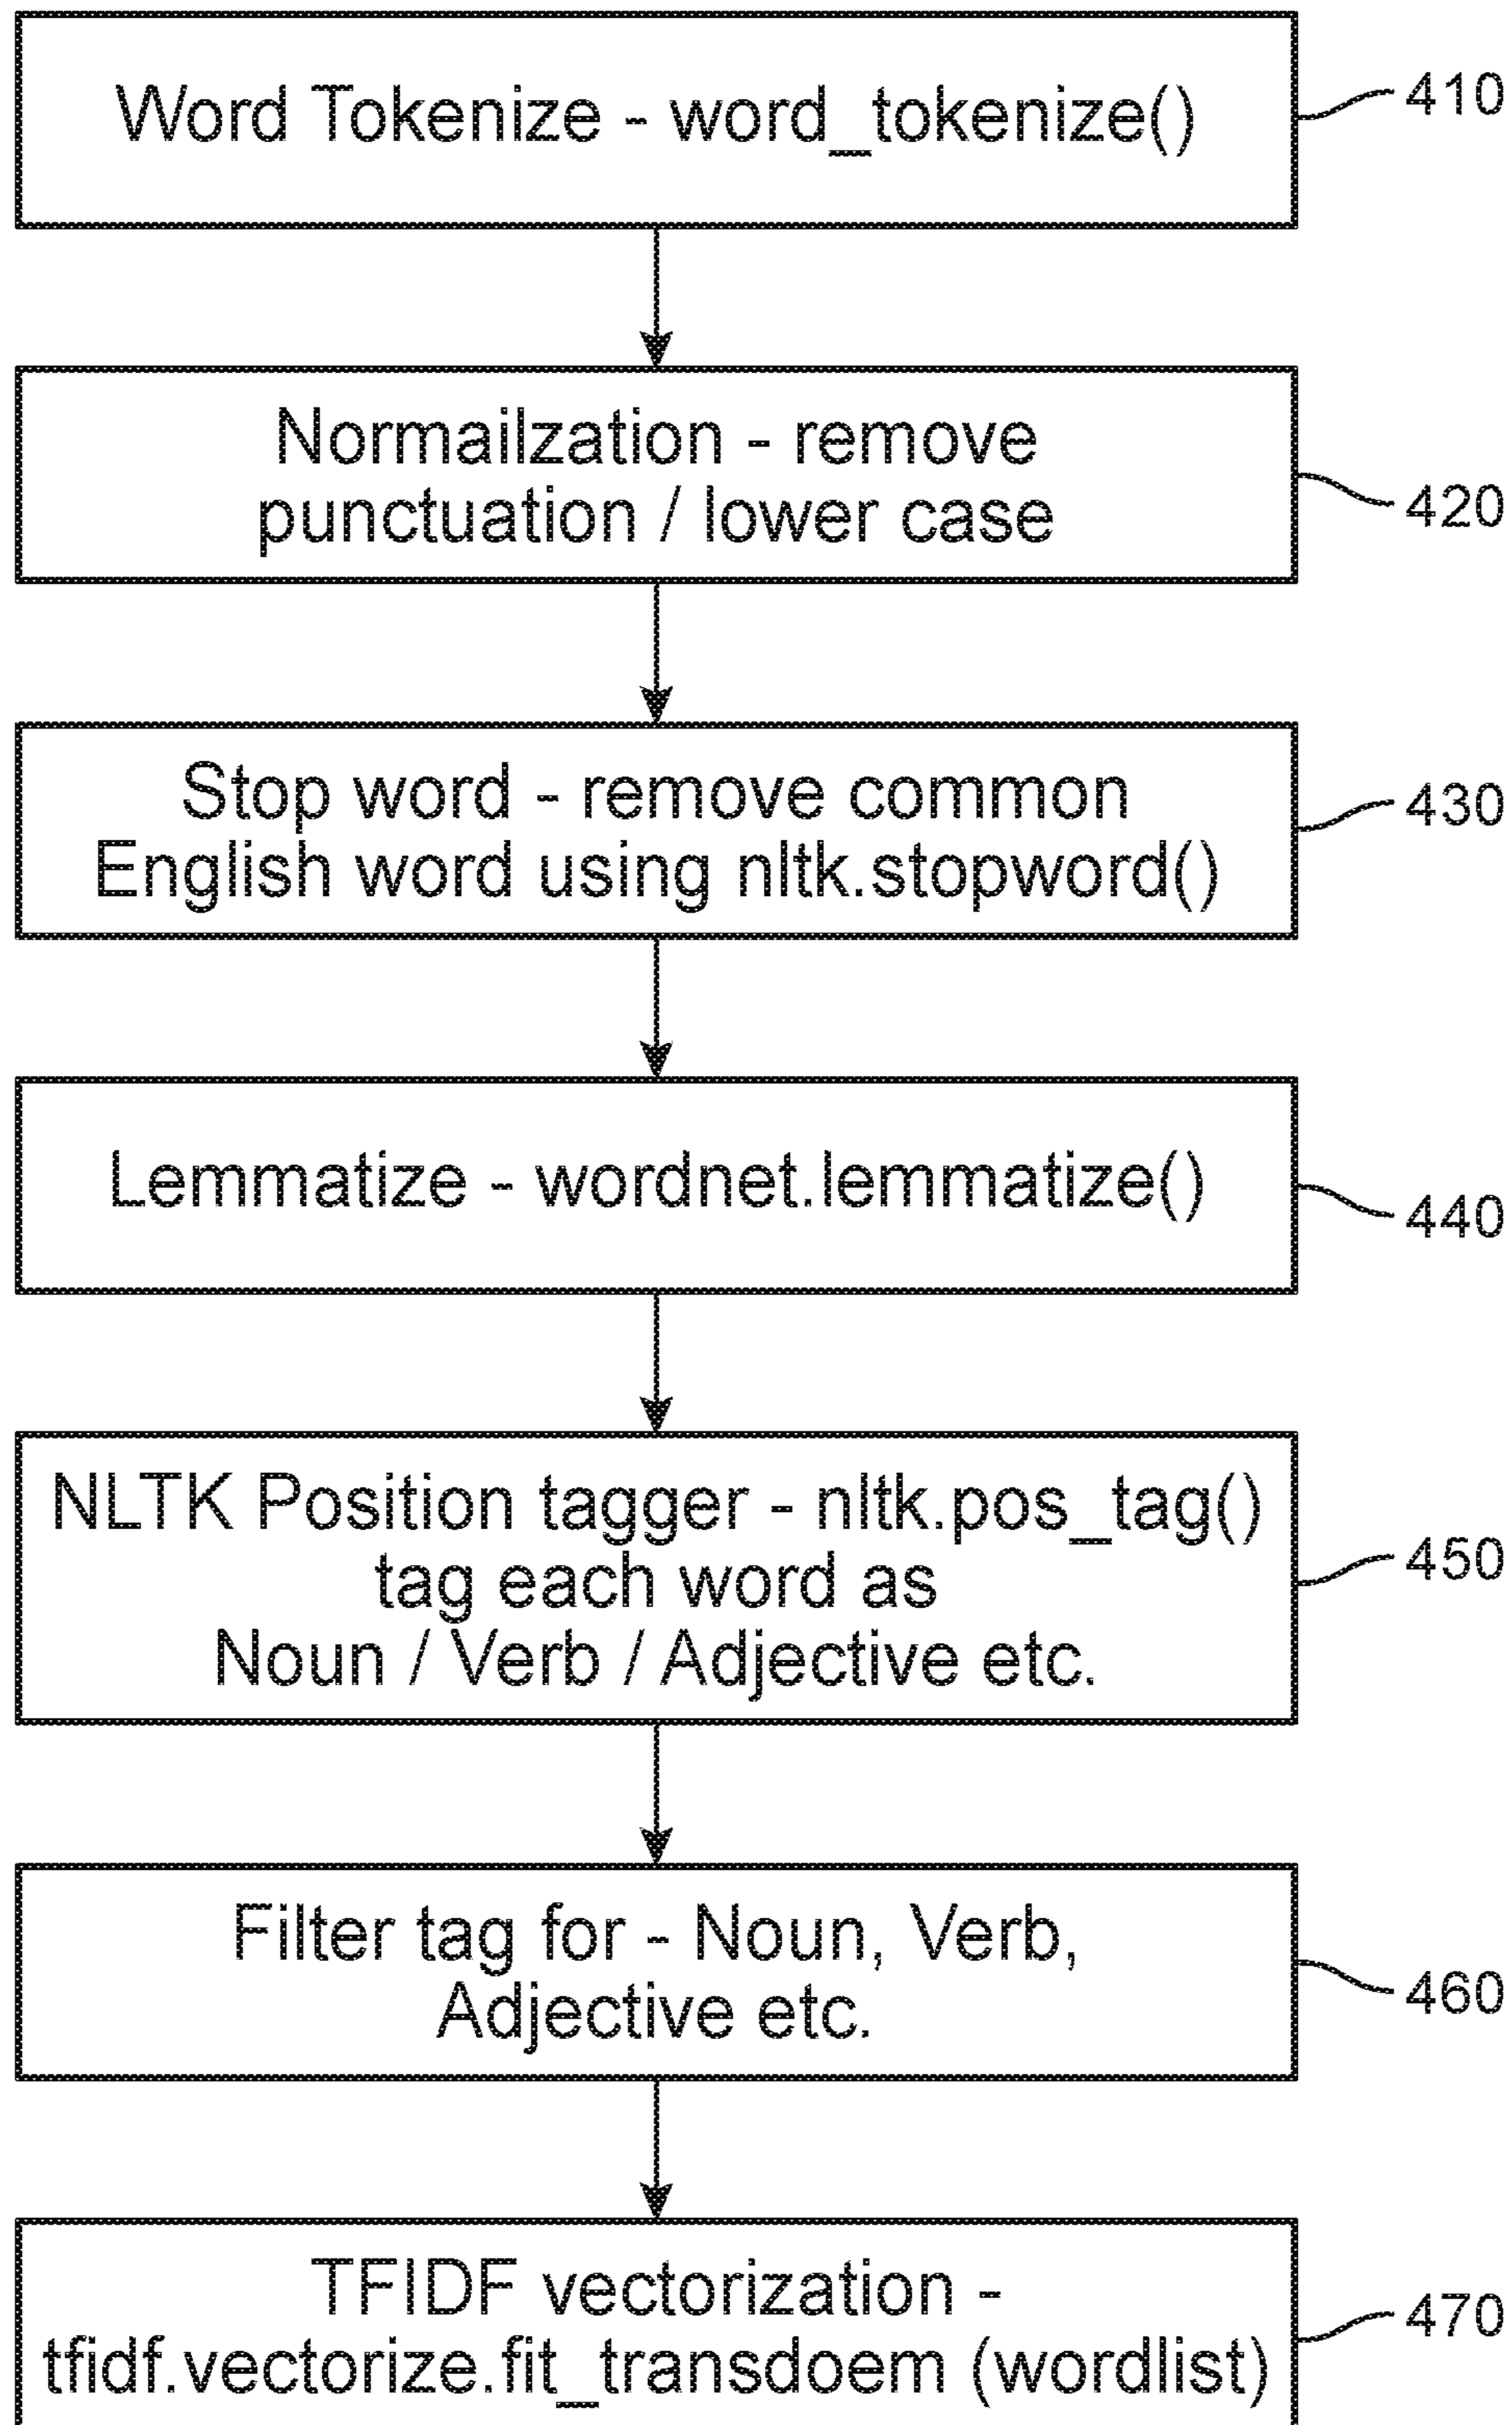 Word Tokenize - word_tokenize()
410
Normailzation - remove
punctuation / lower case
420
Stop word - remove common
English word using nltk.stopword()
430
Lemmatize - wordnet.lemmatize()
440
NLTK Position tagger - nltk.pos_tag()
tag each word as
Noun / Verb / Adjective etc.
450
Filter tag for - Noun, Verb,
Adjective etc.
460
TFIDF vectorization -
tfidf.vectorize.fit_transdoem (wordlist)
470